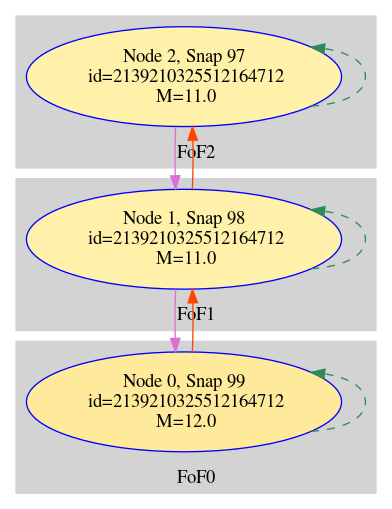 Node 2, Snap 97
id=2139210325512164712
M=11.0
FoF2
Node 1, Snap 98
id=2139210325512164712
M=11.0
FoF1
Node 0, Snap 99
id=2139210325512164712
M=12.0
FoF0